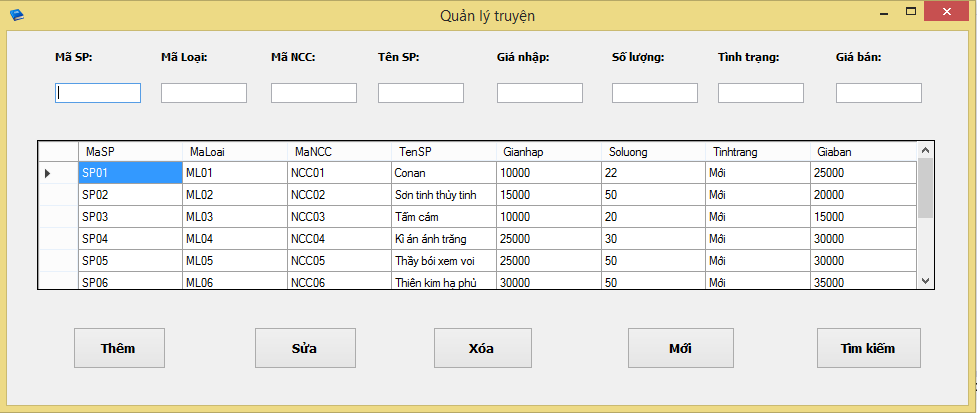 Quản lý truyện
Mã SP: Mã Loại: Mã NCC: Tên SP: Giá nhập: Số lượng: Tình trạng: Giá bán:
MaSP MaLoai MaNCC TenSP Gianhap Soluong Tinhtrang Giaban
SP01 ML01 NCC01 Conan 10000 22 Mới 25000
SP02 ML02 NCC02 Sơn tinh thủy tinh 15000 50 Mới 20000
SP03 ML03 NCC03 Tấm cám 10000 20 Mới 15000
SP04 ML04 NCC04 Kì án ánh trăng 25000 30 Mới 30000
SP05 ML05 NCC05 Thầy bói xem voi 25000 50 Mới 30000
SP06 ML06 NCC06 Thiên kim hạ phủ 30000 50 Mới 35000
Thêm Sửa Xóa Mới Tìm kiếm